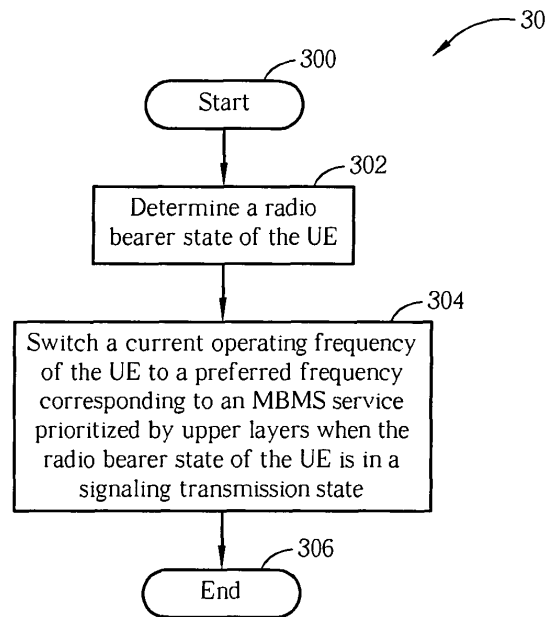 30
300
Start
302
Determine a radio
bearer state of the UE
304
Switch a current operating frequency
of the UE to a preferred frequency
corresponding to an MBMS service
prioritized by upper layers when the
radio bearer state of the UE is in a
signaling transmission state
306
End